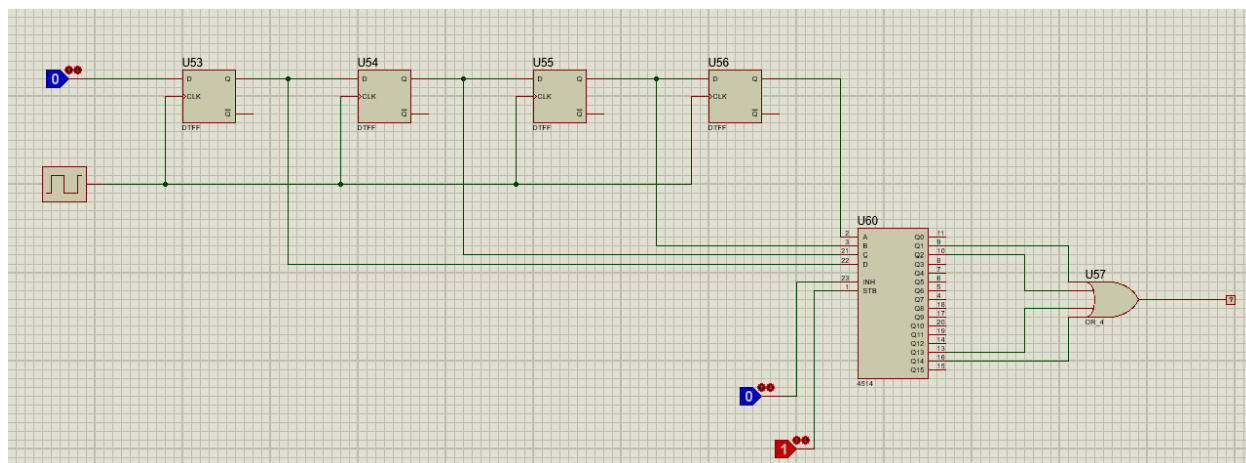 U53
U54
U55
U56
0
D
Q
D
Q
D
Q
D
Q
CLK
CLK
CLK
CLK
Q
Q
Q
Q
DTFF
DTFF
DTFF
DTFF
U60
2
A
Q0
11
3
B
Q1
9
21
C
Q2
10
22
D
Q3
8
Q4
7
23
INH
Q5
6
1
STB
Q6
5
Q7
4
Q8
18
Q9
17
Q10
20
Q11
19
Q12
14
Q13
13
Q14
16
Q15
15
4514
U57
OR_4
?
0
1